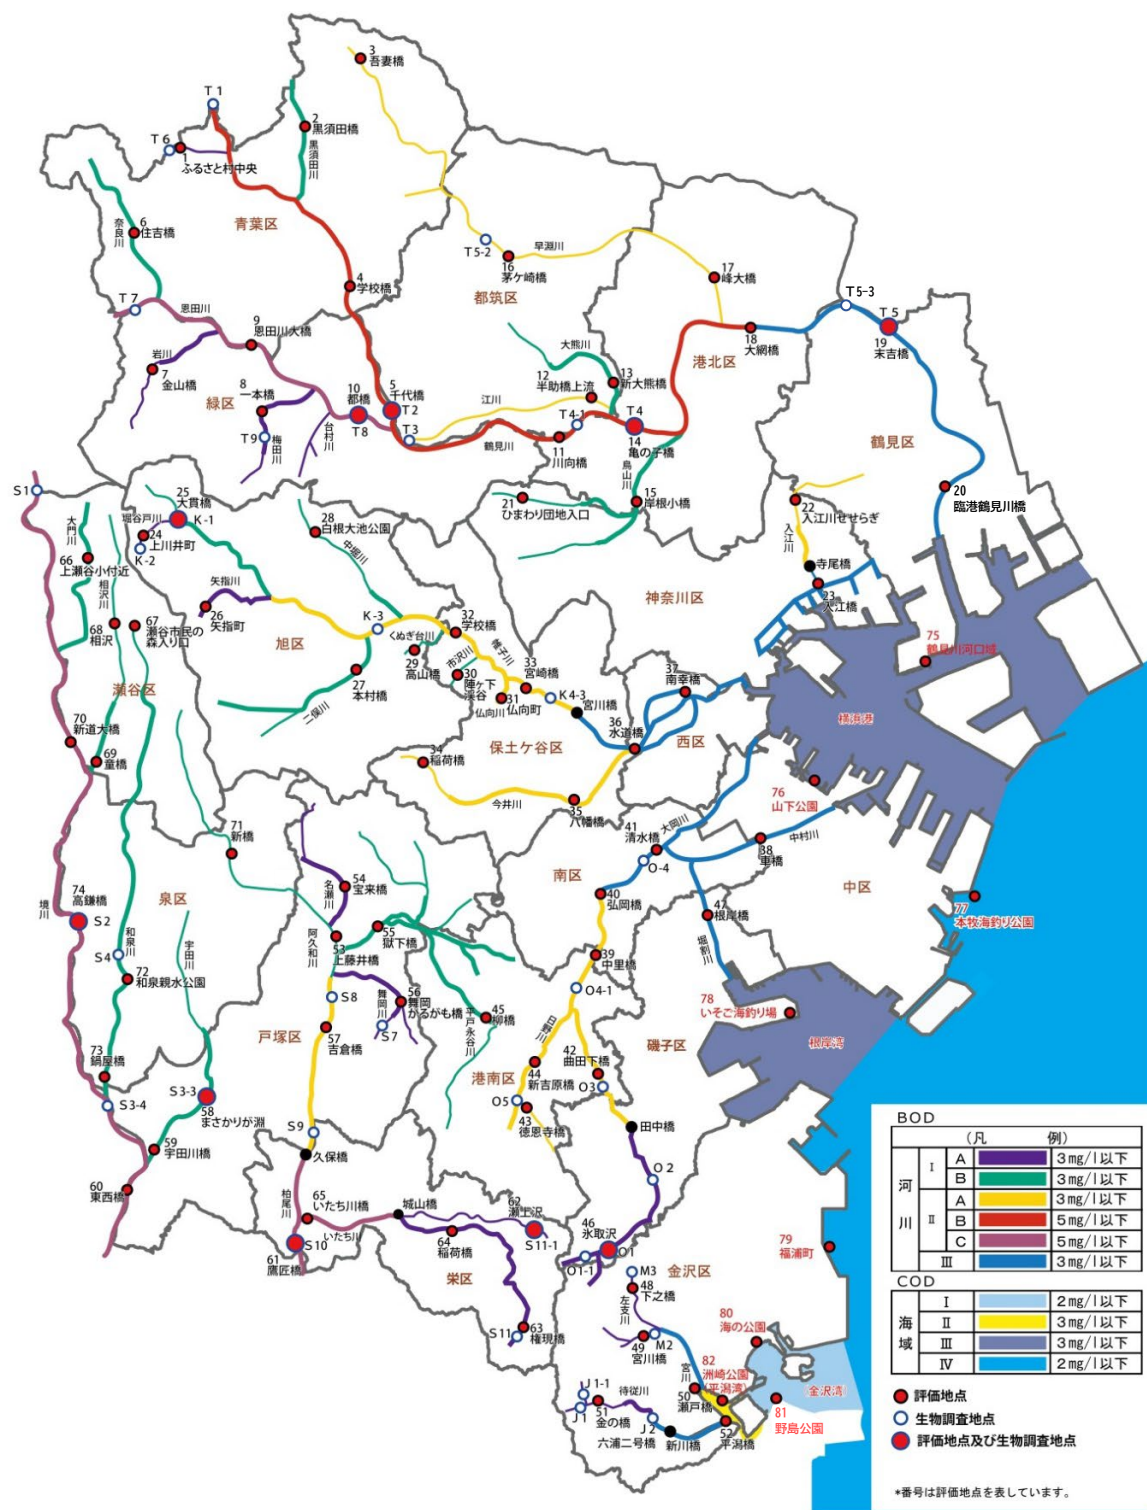 3
吾妻橋
T 1
2
黒須田橋
黒須田川
T 6
1
ふるさと村中央
6
住吉橋
奈良川
青葉区
T 5-2
16
茅ケ崎橋
早淵川
17
峰大橋
4
学校橋
都筑区
T 7
恩田川
9
恩田川大橋
T 5-3
T 5
19
末吉橋
18
大綱橋
港北区
岩川
7
金山橋
8
一本橋
緑区
10
都橋
T 8
5
千代橋
T 2
T 3
大熊川
12
半助橋上流
13
新大熊橋
江川
T 4-1
T 4
14
亀の子橋
T 9
梅田川
台村川
鶴見川
11
川向橋
鶴見区
鳥山川
15
岸根小橋
21
ひまわり団地入口
20
臨港鶴見川橋
22
入江川せせらぎ
入江川
寺尾橋
23
入江橋
S 1
大門川
25
大貫橋
K -1
堀谷戸川
24
上川井町
K -2
28
白根大池公園
中堀川
66
上瀬谷小付近
相沢川
68
相沢
67
瀬谷市民の
森入り口
矢指川
26
矢指町
旭区
K -3
くぬぎ台川
32
学校橋
29
高山橋
市沢川
帷子川
30
陣ヶ下
渓谷
33
宮崎橋
31
仏向町
仏向川
K 4-3
宮川橋
37
南幸橋
神奈川区
75
鶴見川河口域
横浜港
瀬谷区
27
本村橋
二俣川
70
新道大橋
69
童橋
36
水道橋
西区
保土ケ谷区
34
稲荷橋
今井川
35
八幡橋
76
山下公園
71
新橋
41
清水橋
大岡川
O -4
38
車橋
中村川
中区
南区
40
弘岡橋
47
根岸橋
堀割川
77
本牧海釣り公園
74
高鎌橋
S 2
境川
泉区
和泉川
宇田川
S 4
72
和泉親水公園
名瀬川
54
宝来橋
阿久和川
53
上藤井橋
55
嶽下橋
39
中里橋
O4-1
S 8
舞岡川
56
舞岡
かるがも橋
S 7
45
柳橋
平戸永谷川
日野川
78
いそご海釣り場
根岸湾
磯子区
戸塚区
57
吉倉橋
港南区
44
新吉原橋
42
曲田下橋
O3
O5
43
徳恩寺橋
73
鍋屋橋
S3-4
S3-3
58
まさかりが淵
59
宇田川橋
60
東西橋
S 9
久保橋
田中橋
O 2
柏尾川
65
いたち川橋
いたち川
城山橋
62
瀬上沢
S11-1
64
稲荷橋
61
鷹匠橋
S10
46
氷取沢
O1
O1-1
栄区
金沢区
S11
63
権現橋
M3
48
下之橋
左支川
49
宮川橋
M2
宮川
79
福浦町
80
海の公園
82
洲崎公園
(平潟湾)
50
瀬戸橋
J 1-1
J 1
51
金の橋
侍従川
J 2
六浦二号橋
新川橋
52
平潟橋
81
野島公園
(金沢湾)
BOD
(凡 例)
河川 Ⅰ A 3㎎/l以下
B 3㎎/l以下
Ⅱ A 3㎎/l以下
B 5㎎/l以下
C 5㎎/l以下
Ⅲ 3㎎/l以下
COD
海域 Ⅰ 2㎎/l以下
Ⅱ 3㎎/l以下
Ⅲ 3㎎/l以下
Ⅳ 2㎎/l以下
評価地点
生物調査地点
評価地点及び生物調査地点
*番号は評価地点を表しています。